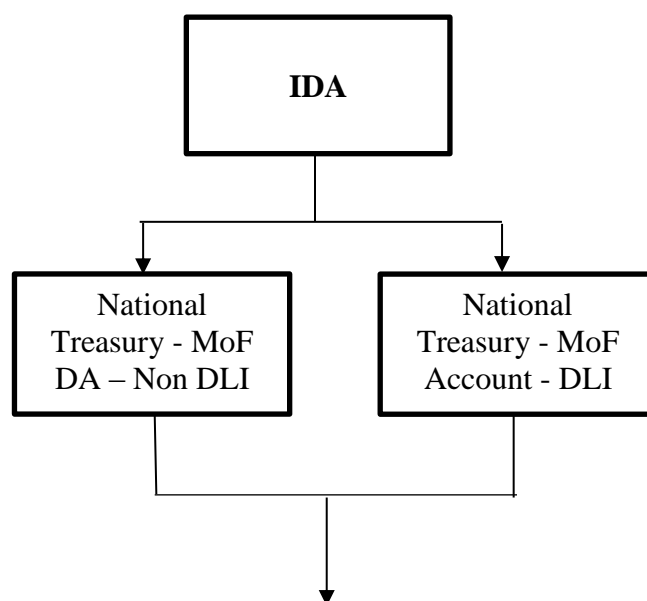 IDA
National
Treasury - MoF
DA – Non DLI
National
Treasury - MoF
Account - DLI